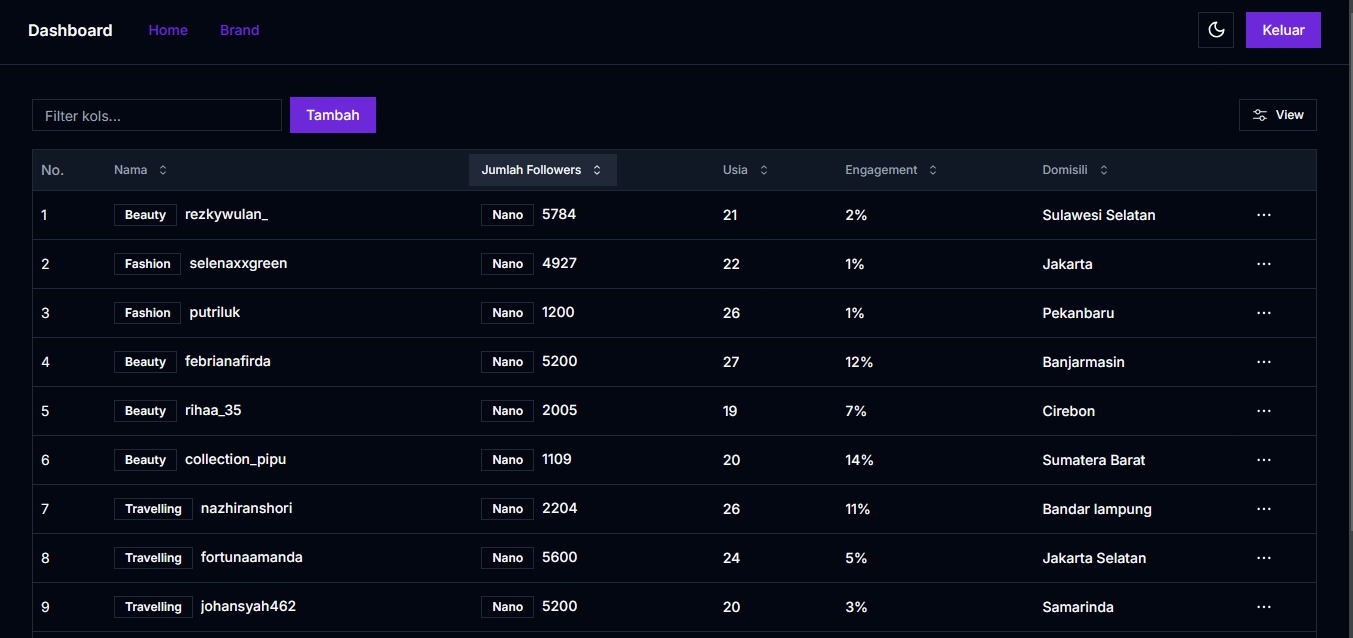 Dashboard Home Brand Keluar
Filter kols... Tambah View
No. Nama Jumlah Followers Usia Engagement Domisili
1 Beauty rezkywulan_ Nano 5784 21 2% Sulawesi Selatan ...
2 Fashion selenaxxgreen Nano 4927 22 1% Jakarta ...
3 Fashion putriluk Nano 1200 26 1% Pekanbaru ...
4 Beauty febrianafirda Nano 5200 27 12% Banjarmasin ...
5 Beauty rihaa_35 Nano 2005 19 7% Cirebon ...
6 Beauty collection_pipu Nano 1109 20 14% Sumatera Barat ...
7 Travelling nazhiranshori Nano 2204 26 11% Bandar lampung ...
8 Travelling fortunaamanda Nano 5600 24 5% Jakarta Selatan ...
9 Travelling johansyah462 Nano 5200 20 3% Samarinda ...